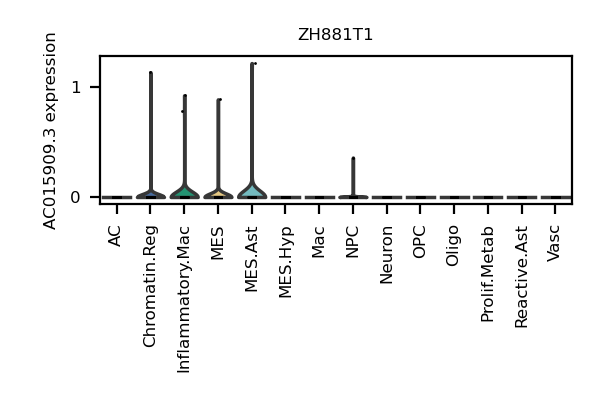 ZH881T1
AC015909.3 expression
1
0
AC
Chromatin.Reg
Inflammatory.Mac
MES
MES.Ast
MES.Hyp
Mac
NPC
Neuron
OPC
Oligo
Prolif.Metab
Reactive.Ast
Vasc